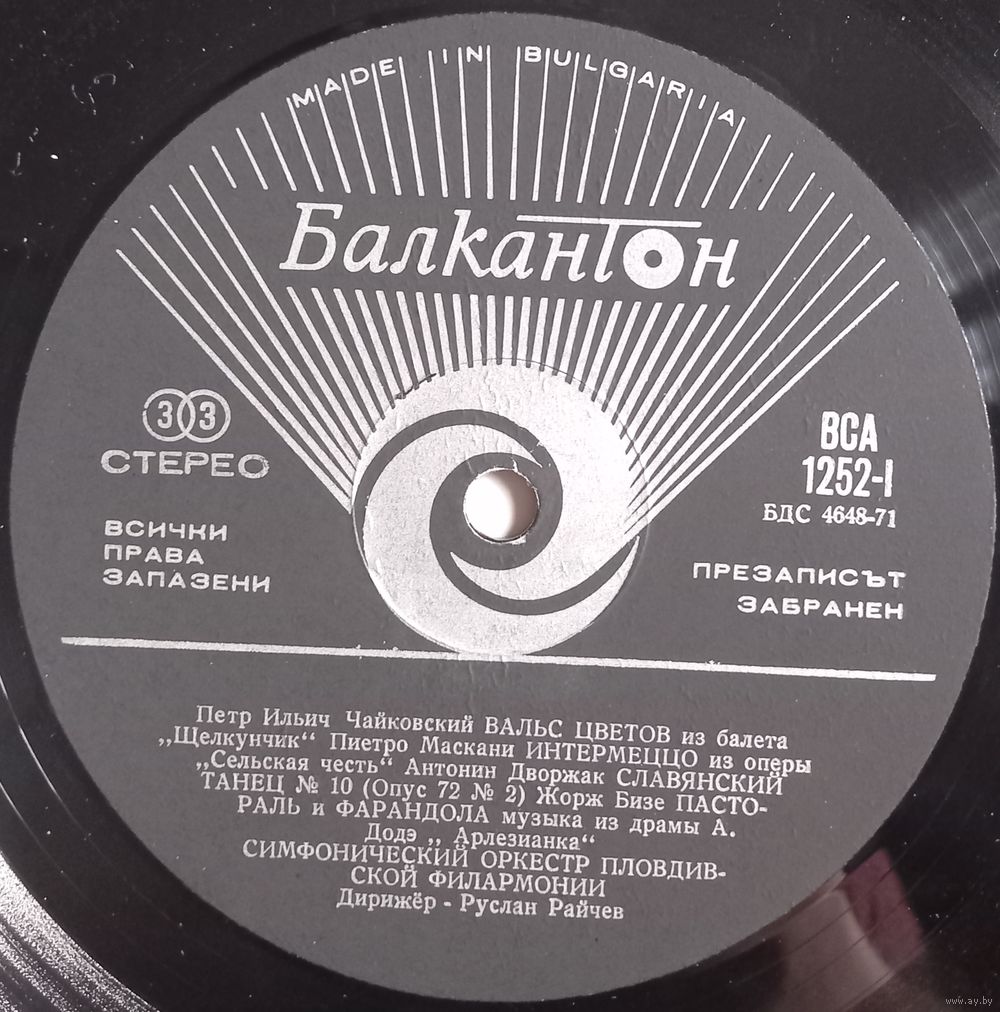 MADE IN BULGARIA
Балкантон
33
СТЕРЕО
ВСИЧКИ
ПРАВА
ЗАПАЗЕНИ
ВСА
1252-I
БДС 4648-71
ПРЕЗАПИСЪТ
ЗАБРАНЕН
Петр Ильич Чайковский ВАЛЬС ЦВЕТОВ из балета
„Щелкунчик“ Пиетро Маскани ИНТЕРМЕЦЦО из оперы
„Сельская честь“ Антонин Дворжак СЛАВЯНСКИЙ
ТАНЕЦ № 10 (Опус 72 № 2) Жорж Бизе ПАСТО-
РАЛЬ и ФАРАНДОЛА музыка из драмы А.
Додэ „ Арлезианка“
СИМФОНИЧЕСКИЙ ОРКЕСТР ПЛОВДИВ-
СКОЙ ФИЛАРМОНИИ
Дирижёр - Руслан Райчев
www.ay.by